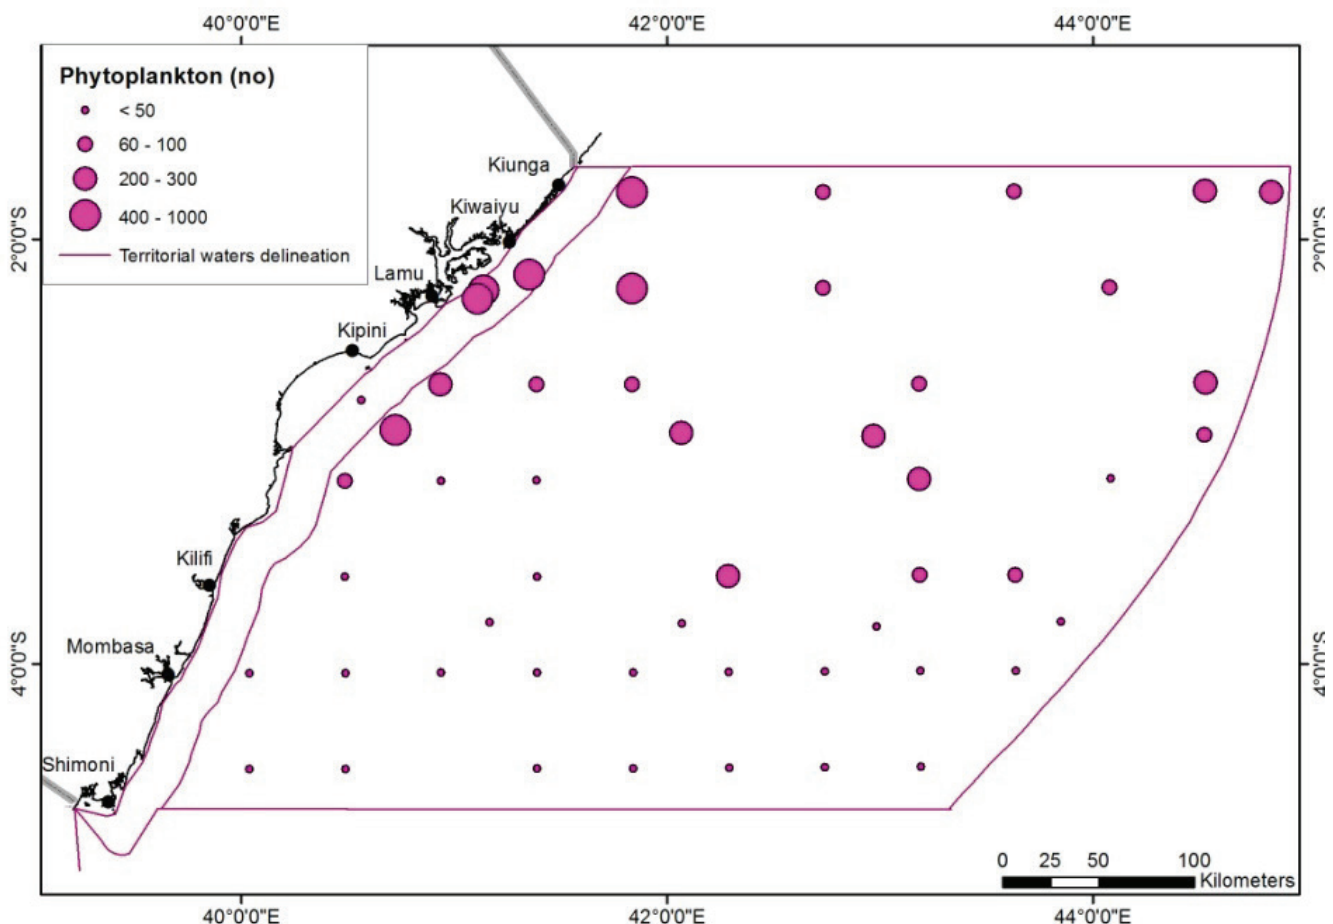 40°0'0"E 42°0'0"E 44°0'0"E
Phytoplankton (no)
< 50
60 - 100
200 - 300
400 - 1000
Territorial waters delineation
Kiunga
Kiwaiyu
2°0'0"S 2°0'0"S
Lamu
Kipini
Kilifi
Mombasa
4°0'0"S 4°0'0"S
Shimoni
0 25 50 100
Kilometers
40°0'0"E 42°0'0"E 44°0'0"E